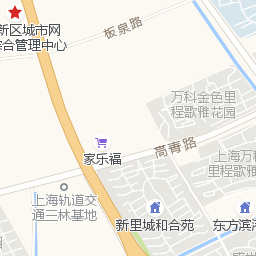 新区城市网
综合管理中心
板泉路
万科金色里
程歌雅花园
家乐福
高青路
上海万科
程歌雅
上海轨道交
通三林基地
新里城和合苑
东方滨江